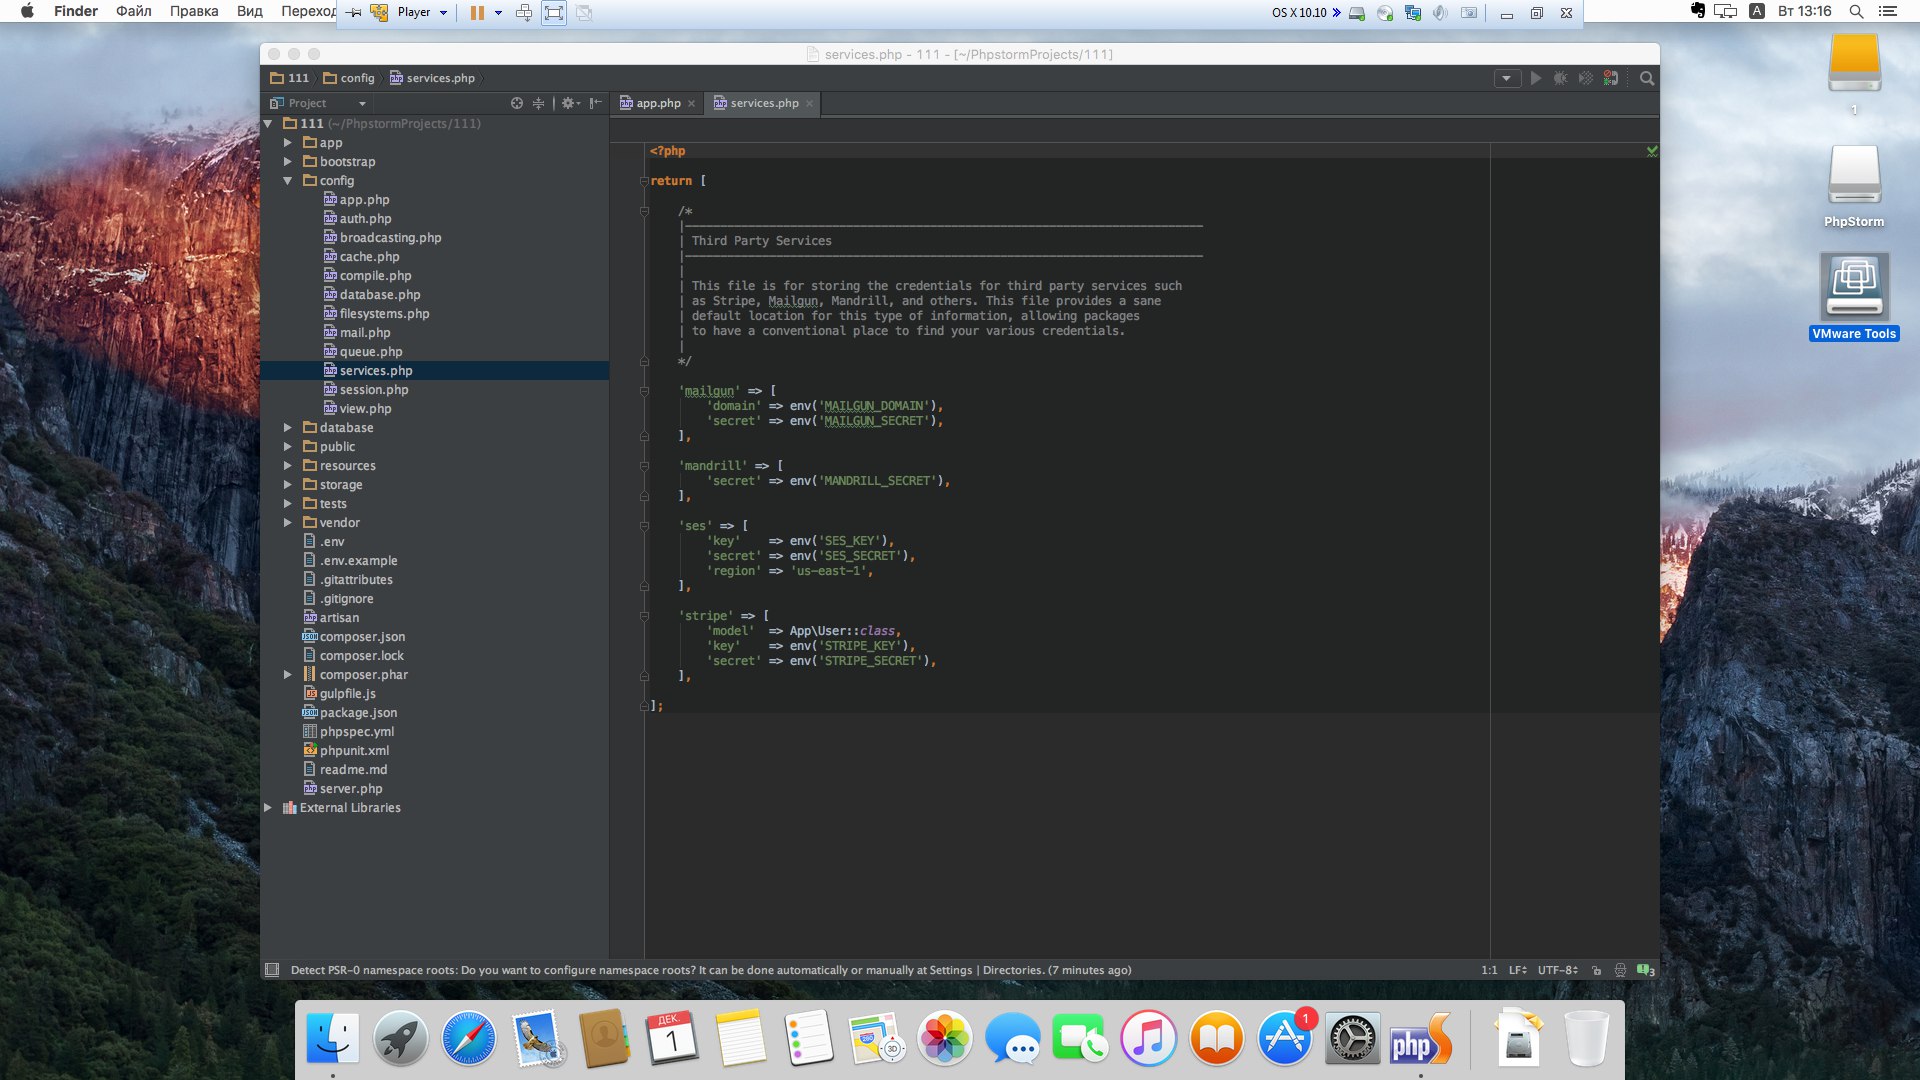 Finder Файл Правка Вид Переход
Player
OS X 10.10
A Вт 13:16
services.php - 111 - [~/PhpstormProjects/111]
111 config services.php
Project
app.php
services.php
111 (~/PhpstormProjects/111)
app
bootstrap
config
app.php
auth.php
broadcasting.php
cache.php
compile.php
database.php
filesystems.php
mail.php
queue.php
services.php
session.php
view.php
database
public
resources
storage
tests
vendor
.env
.env.example
.gitattributes
.gitignore
artisan
composer.json
composer.lock
composer.phar
gulpfile.js
package.json
phpspec.yml
phpunit.xml
readme.md
server.php
External Libraries
<?php
return [
/*
|--------------------------------------------------------------------------
| Third Party Services
|--------------------------------------------------------------------------
|
| This file is for storing the credentials for third party services such
| as Stripe, Mailgun, Mandrill, and others. This file provides a sane
| default location for this type of information, allowing packages
| to have a conventional place to find your various credentials.
|
*/
'mailgun' => [
'domain' => env('MAILGUN_DOMAIN'),
'secret' => env('MAILGUN_SECRET'),
],
'mandrill' => [
'secret' => env('MANDRILL_SECRET'),
],
'ses' => [
'key'    => env('SES_KEY'),
'secret' => env('SES_SECRET'),
'region' => 'us-east-1',
],
'stripe' => [
'model'  => App\User::class,
'key'    => env('STRIPE_KEY'),
'secret' => env('STRIPE_SECRET'),
],
];
1
PhpStorm
VMware Tools
Detect PSR-0 namespace roots: Do you want to configure namespace roots? It can be done automatically or manually at Settings | Directories. (7 minutes ago)
1:1 LF UTF-8 3
ДЕК.
1
3D
1
php